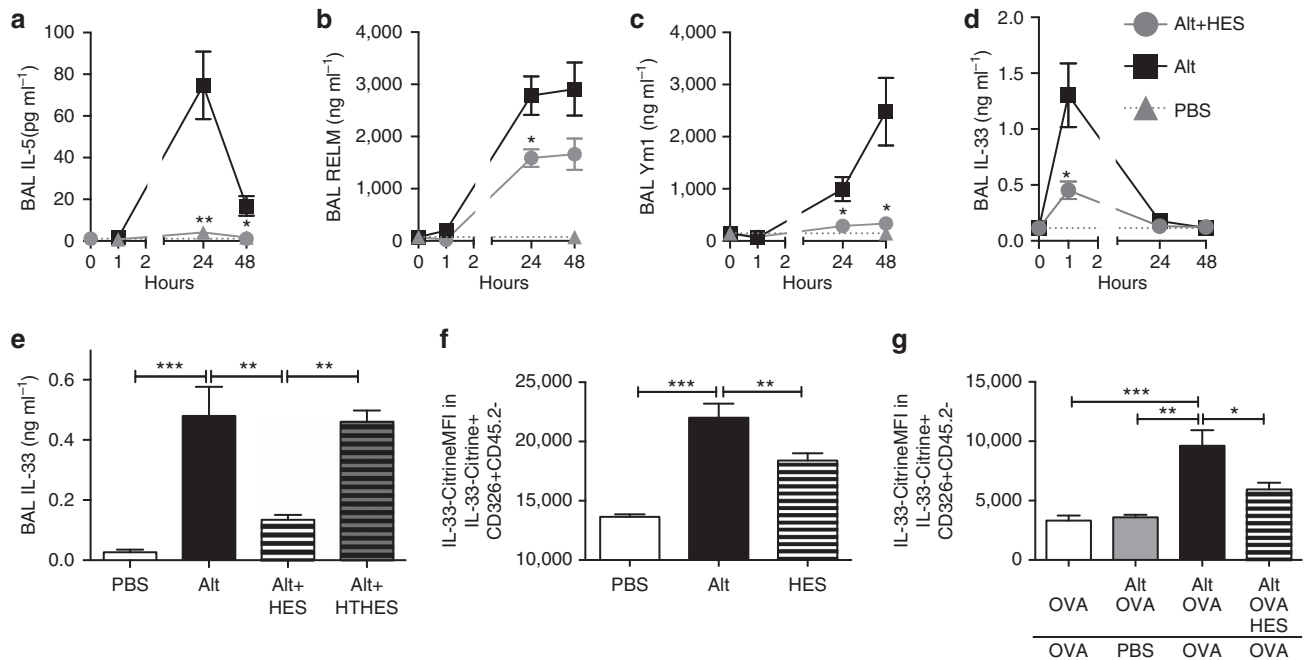 a
BAL IL-5(pg ml⁻¹)
100
80
60
40
20
0
**
*
0 1 2 24 48
Hours
b
BAL RELM (ng ml⁻¹)
4,000
3,000
2,000
1,000
0
*
0 1 2 24 48
Hours
c
BAL Ym1 (ng ml⁻¹)
4,000
3,000
2,000
1,000
0
*
*
0 1 2 24 48
Hours
d
BAL IL-33 (ng ml⁻¹)
2.0
1.5
1.0
0.5
0.0
*
0 1 2 24 48
Hours
Alt+HES
Alt
PBS
e
BAL IL-33 (ng ml⁻¹)
0.6
0.4
0.2
0.0
*** ** **
PBS Alt Alt+ Alt+
HES HTHES
f
IL-33-CitrineMFI in
IL-33-Citrine+
CD326+CD45.2-
25,000
20,000
15,000
10,000
*** **
PBS Alt HES
g
IL-33-CitrineMFI in
IL-33-Citrine+
CD326+CD45.2-
15,000
10,000
5,000
0
***
** *
Alt Alt Alt
OVA OVA OVA OVA
HES
OVA PBS OVA OVA